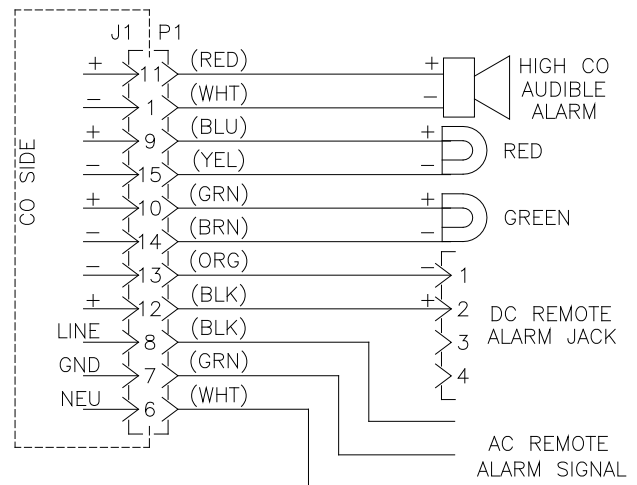 J1 P1
+ 11 (RED) + HIGH CO
− 1 (WHT) − AUDIBLE
ALARM
+ 9 (BLU) + RED
− 15 (YEL) −
+ 10 (GRN) + GREEN
− 14 (BRN) −
− 13 (ORG) − 1
+ 12 (BLK) + 2 DC REMOTE
LINE 8 (BLK) 3 ALARM JACK
GND 7 (GRN) 4
NEU 6 (WHT)
CO SIDE
AC REMOTE
ALARM SIGNAL